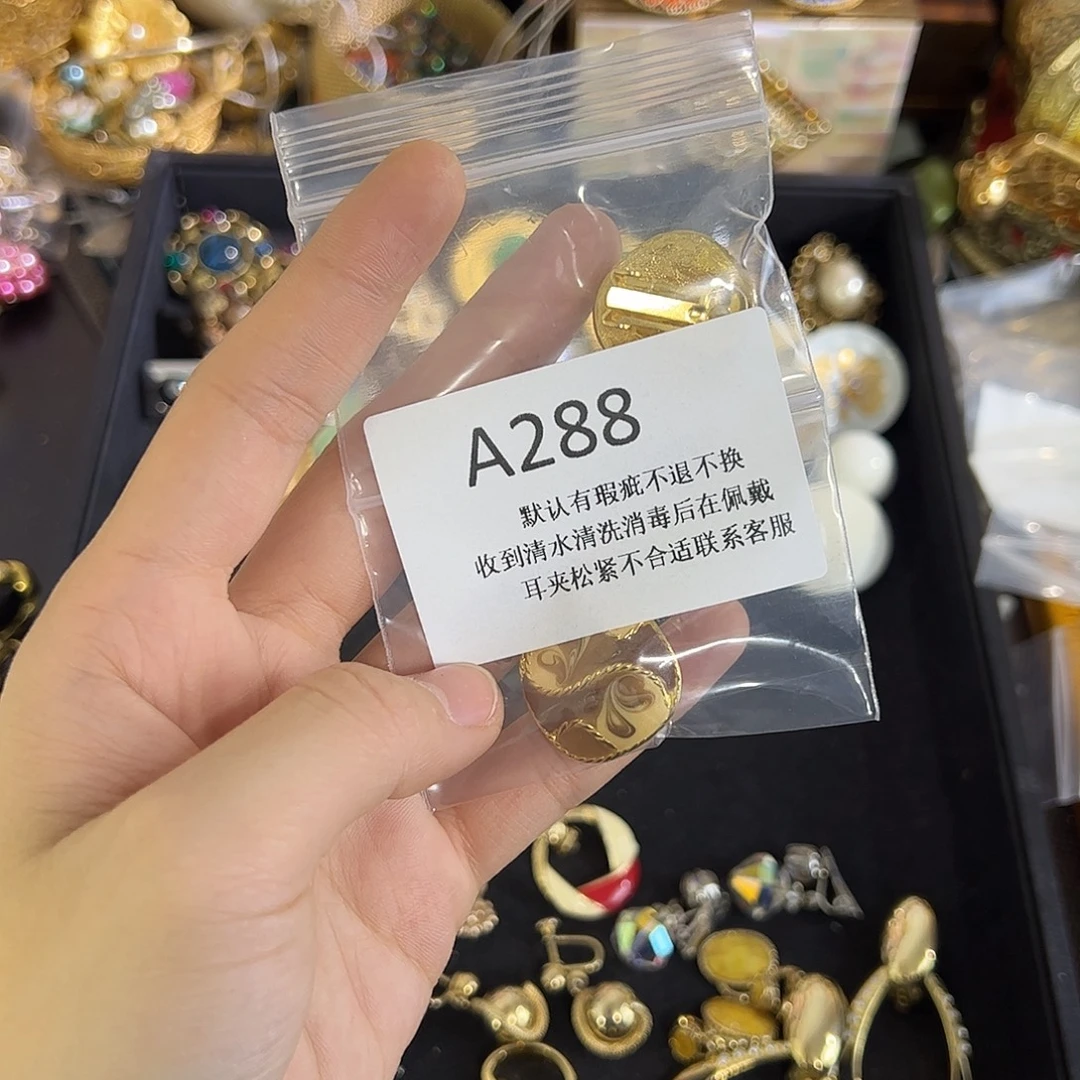 A288
默认有瑕疵不退不换
收到清水清洗消毒后在佩戴
耳夹松紧不合适联系客服